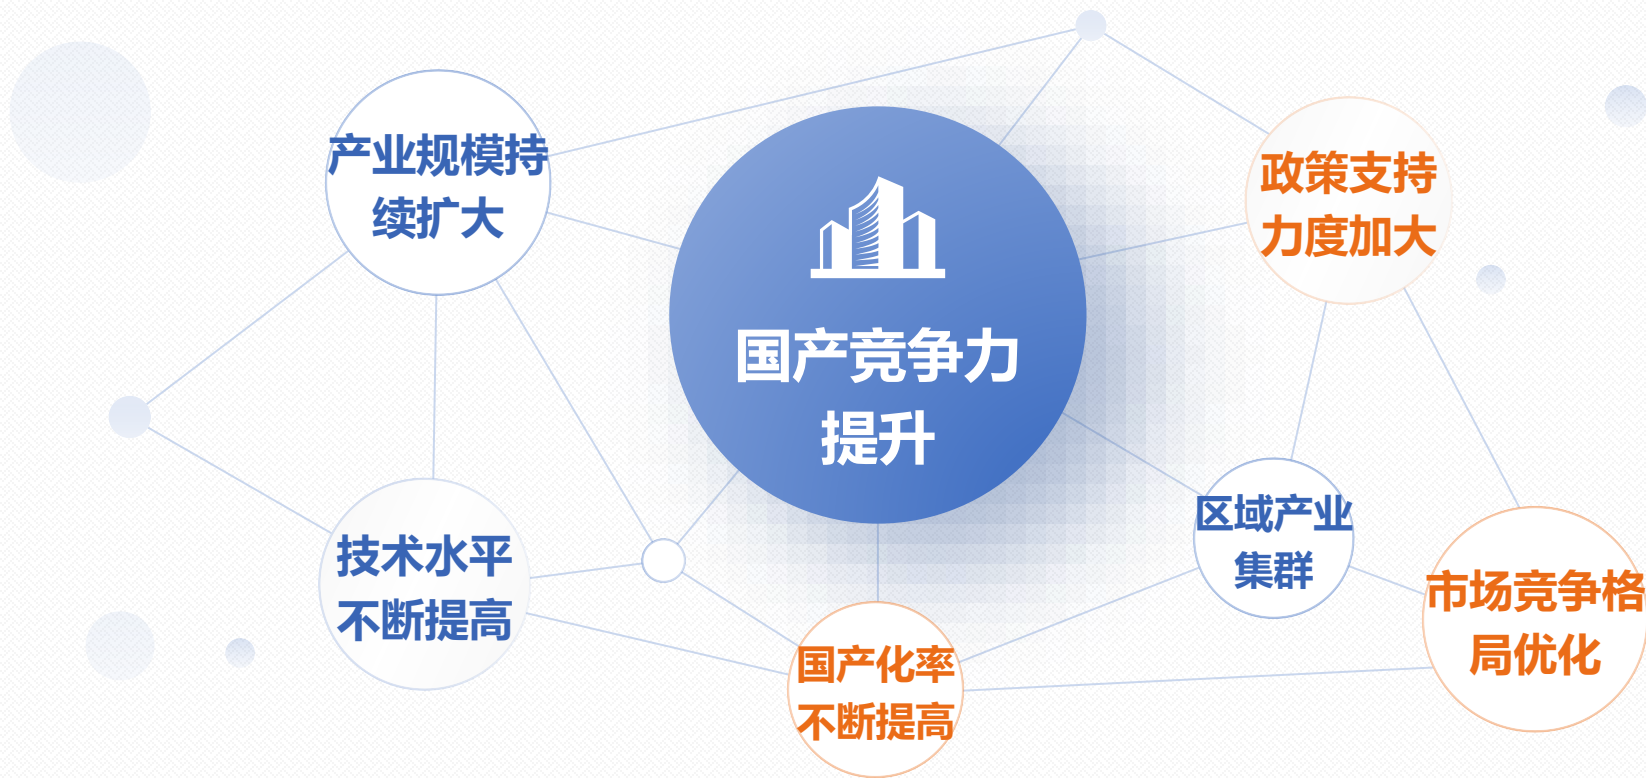 产业规模持
续扩大
政策支持
力度加大
国产竞争力
提升
区域产业
集群
技术水平
不断提高
市场竞争格
局优化
国产化率
不断提高